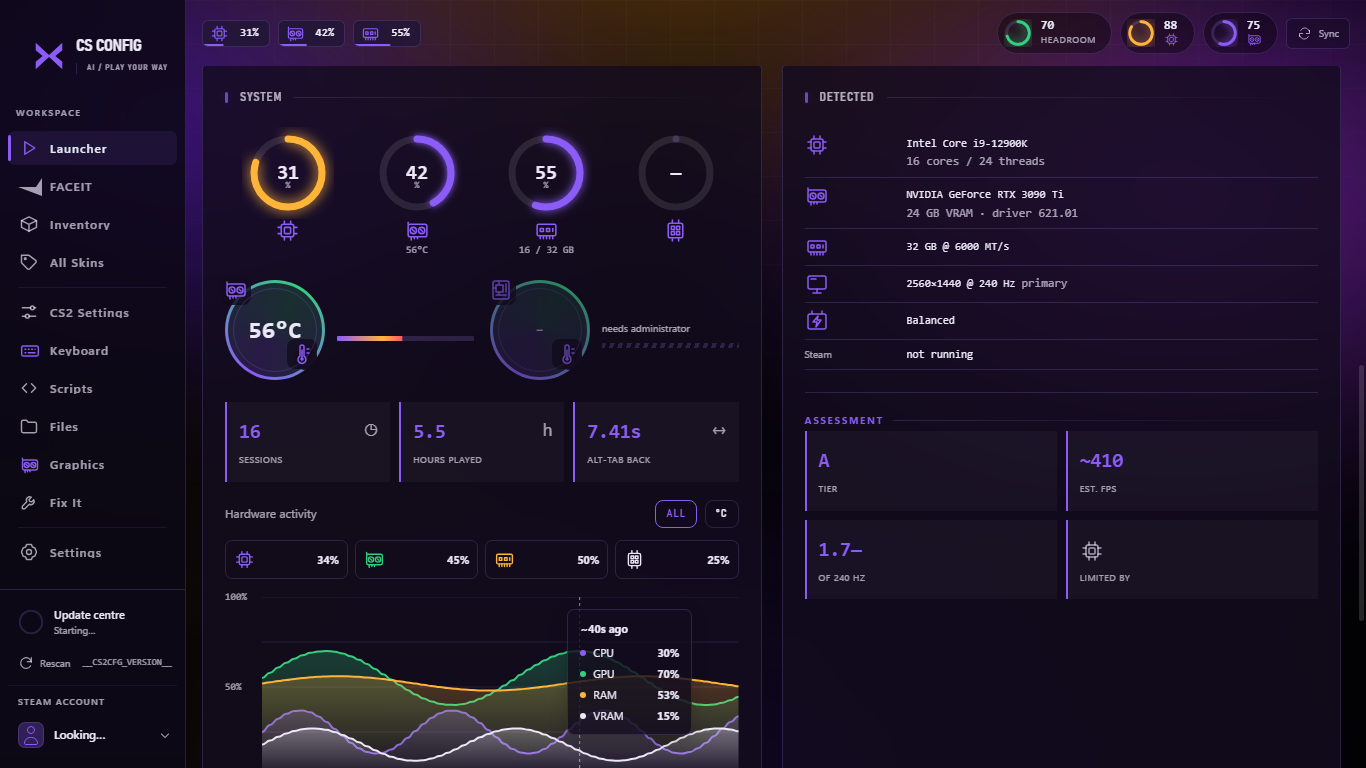 CS CONFIG
AI / PLAY YOUR WAY
WORKSPACE
Launcher
FACEIT
Inventory
All Skins
CS2 Settings
Keyboard
Scripts
Files
Graphics
Fix It
Settings
Update centre
Starting...
Rescan
__CS2CFG_VERSION__
STEAM ACCOUNT
Looking...
31%
42%
55%
70
HEADROOM
88
75
Sync
SYSTEM
31
%
42
%
55
%
—
56°C
16 / 32 GB
56°C
–
needs administrator
16
SESSIONS
5.5
h
HOURS PLAYED
7.41s
ALT-TAB BACK
Hardware activity
ALL
°C
34%
45%
50%
25%
100%
50%
~40s ago
CPU 30%
GPU 70%
RAM 53%
VRAM 15%
DETECTED
Intel Core i9-12900K
16 cores / 24 threads
NVIDIA GeForce RTX 3090 Ti
24 GB VRAM · driver 621.01
32 GB @ 6000 MT/s
2560×1440 @ 240 Hz primary
Balanced
Steam not running
ASSESSMENT
A
TIER
~410
EST. FPS
1.7—
OF 240 HZ
LIMITED BY